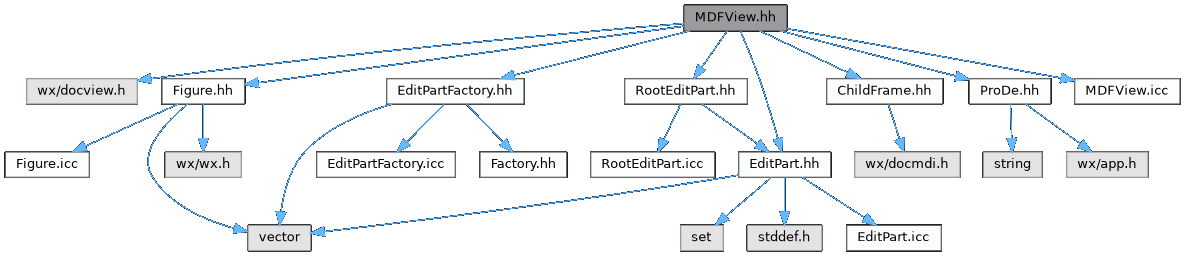 MDFView.hh
wx/docview.h
Figure.hh
EditPartFactory.hh
RootEditPart.hh
ChildFrame.hh
ProDe.hh
MDFView.icc
Figure.icc
wx/wx.h
EditPartFactory.icc
Factory.hh
RootEditPart.icc
EditPart.hh
wx/docmdi.h
string
wx/app.h
vector
set
stddef.h
EditPart.icc